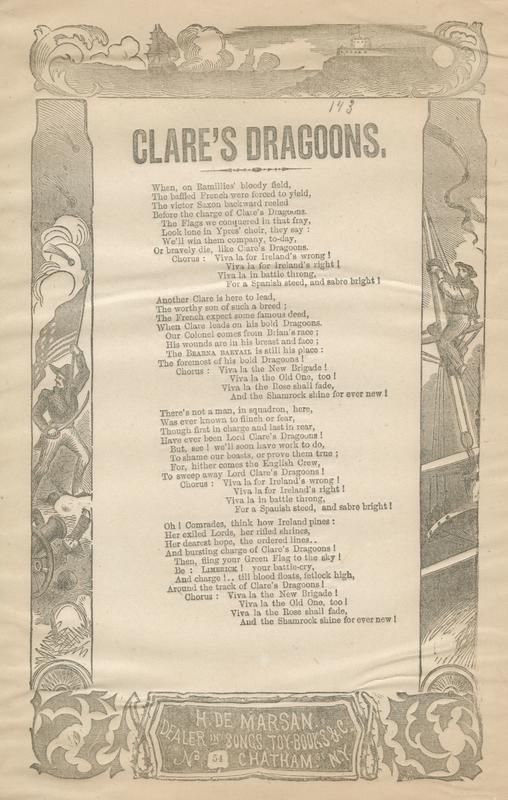 143
CLARE'S DRAGOONS.
When, on Ramillies' bloody field,
The baffled French were forced to yield,
The victor Saxon backward reeled
Before the charge of Clare's Dragoons.
The Flags we conquered in that fray,
Look lone in Ypres' choir, they say :
We'll win them company, to-day,
Or bravely die, like Clare's Dragoons.
Chorus : Viva la for Ireland's wrong !
Viva la for Ireland's right !
Viva la in battle throng,
For a Spanish steed, and sabre bright !
Another Clare is here to lead,
The worthy son of such a breed ;
The French expect some famous deed,
When Clare leads on his bold Dragoons.
Our Colonel comes from Brian's race ;
His wounds are in his breast and face ;
The BEARNA BAEYAIL is still his place :
The foremost of his bold Dragoons !
Chorus : Viva la the New Brigade !
Viva la the Old One, too !
Viva la the Rose shall fade,
And the Shamrock shine for ever new !
There's not a man, in squadron, here,
Was ever known to flinch or fear,
Though first in charge and last in rear,
Have ever been Lord Clare's Dragoons !
But, see ! we'll soon have work to do,
To shame our boasts, or prove them true ;
For, hither comes the English Crew,
To sweep away Lord Clare's Dragoons !
Chorus : Viva la for Ireland's wrong !
Viva la for Ireland's right !
Viva la in battle throng,
For a Spanish steed, and sabre bright !
Oh ! Comrades, think how Ireland pines :
Her exiled Lords, her rifled shrines,
Her dearest hope, the ordered lines..
And bursting charge of Clare's Dragoons !
Then, fling your Green Flag to the sky !
Be : LIMERICK ! your battle-cry,
And charge !.. till blood floats, fetlock high,
Around the track of Clare's Dragoons !
Chorus : Viva la the New Brigade !
Viva la the Old One, too !
Viva la the Rose shall fade,
And the Shamrock shine for ever new !
H. DE MARSAN.
DEALER IN SONGS, TOY-BOOKS &C.
No 54 CHATHAM St N.Y.